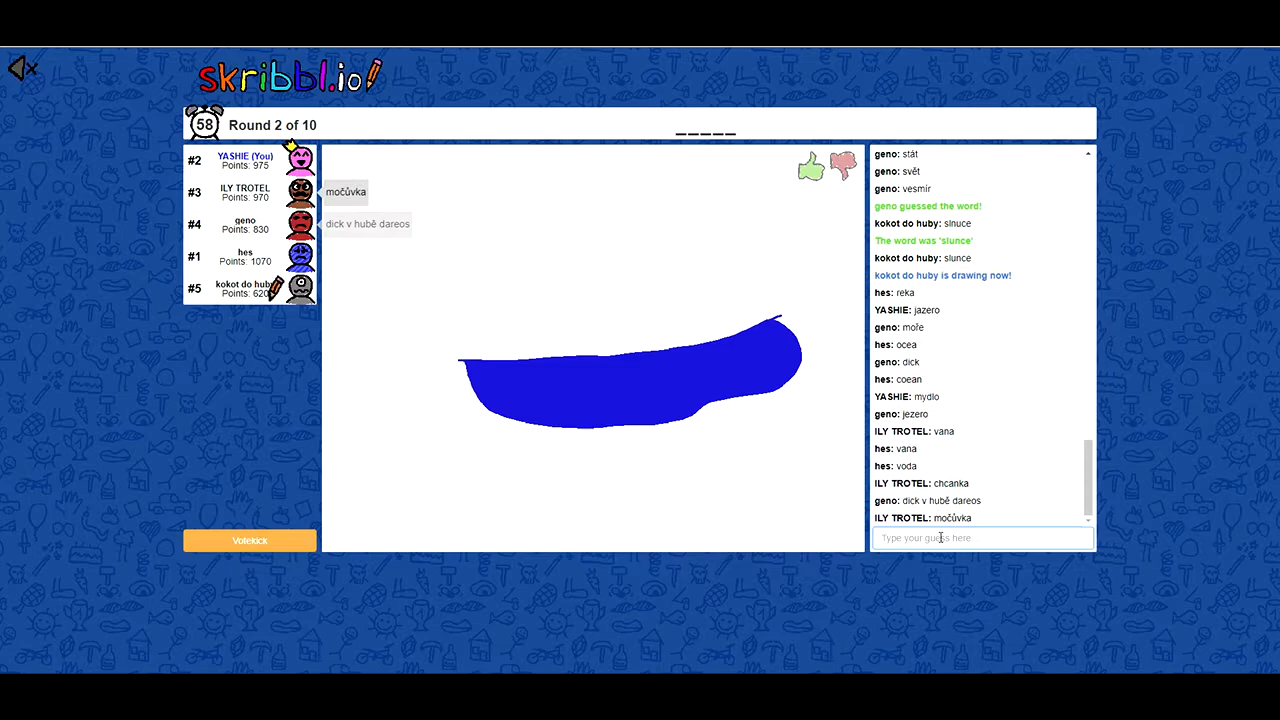 skribbl.io
58
Round 2 of 10
_____
#2
YASHIE (You)
Points: 975
#3
ILY TROTEL
Points: 970
#4
geno
Points: 830
#1
hes
Points: 1070
#5
kokot do huby
Points: 620
močůvka
dick v hubě dareos
Votekick
geno: stát
geno: svět
geno: vesmír
geno guessed the word!
kokot do huby: slnuce
The word was 'slunce'
kokot do huby: slunce
kokot do huby is drawing now!
hes: reka
YASHIE: jazero
geno: moře
hes: ocea
geno: dick
hes: coean
YASHIE: mydlo
geno: jezero
ILY TROTEL: vana
hes: vana
hes: voda
ILY TROTEL: chcanka
geno: dick v hubě dareos
ILY TROTEL: močůvka
Type your guess here